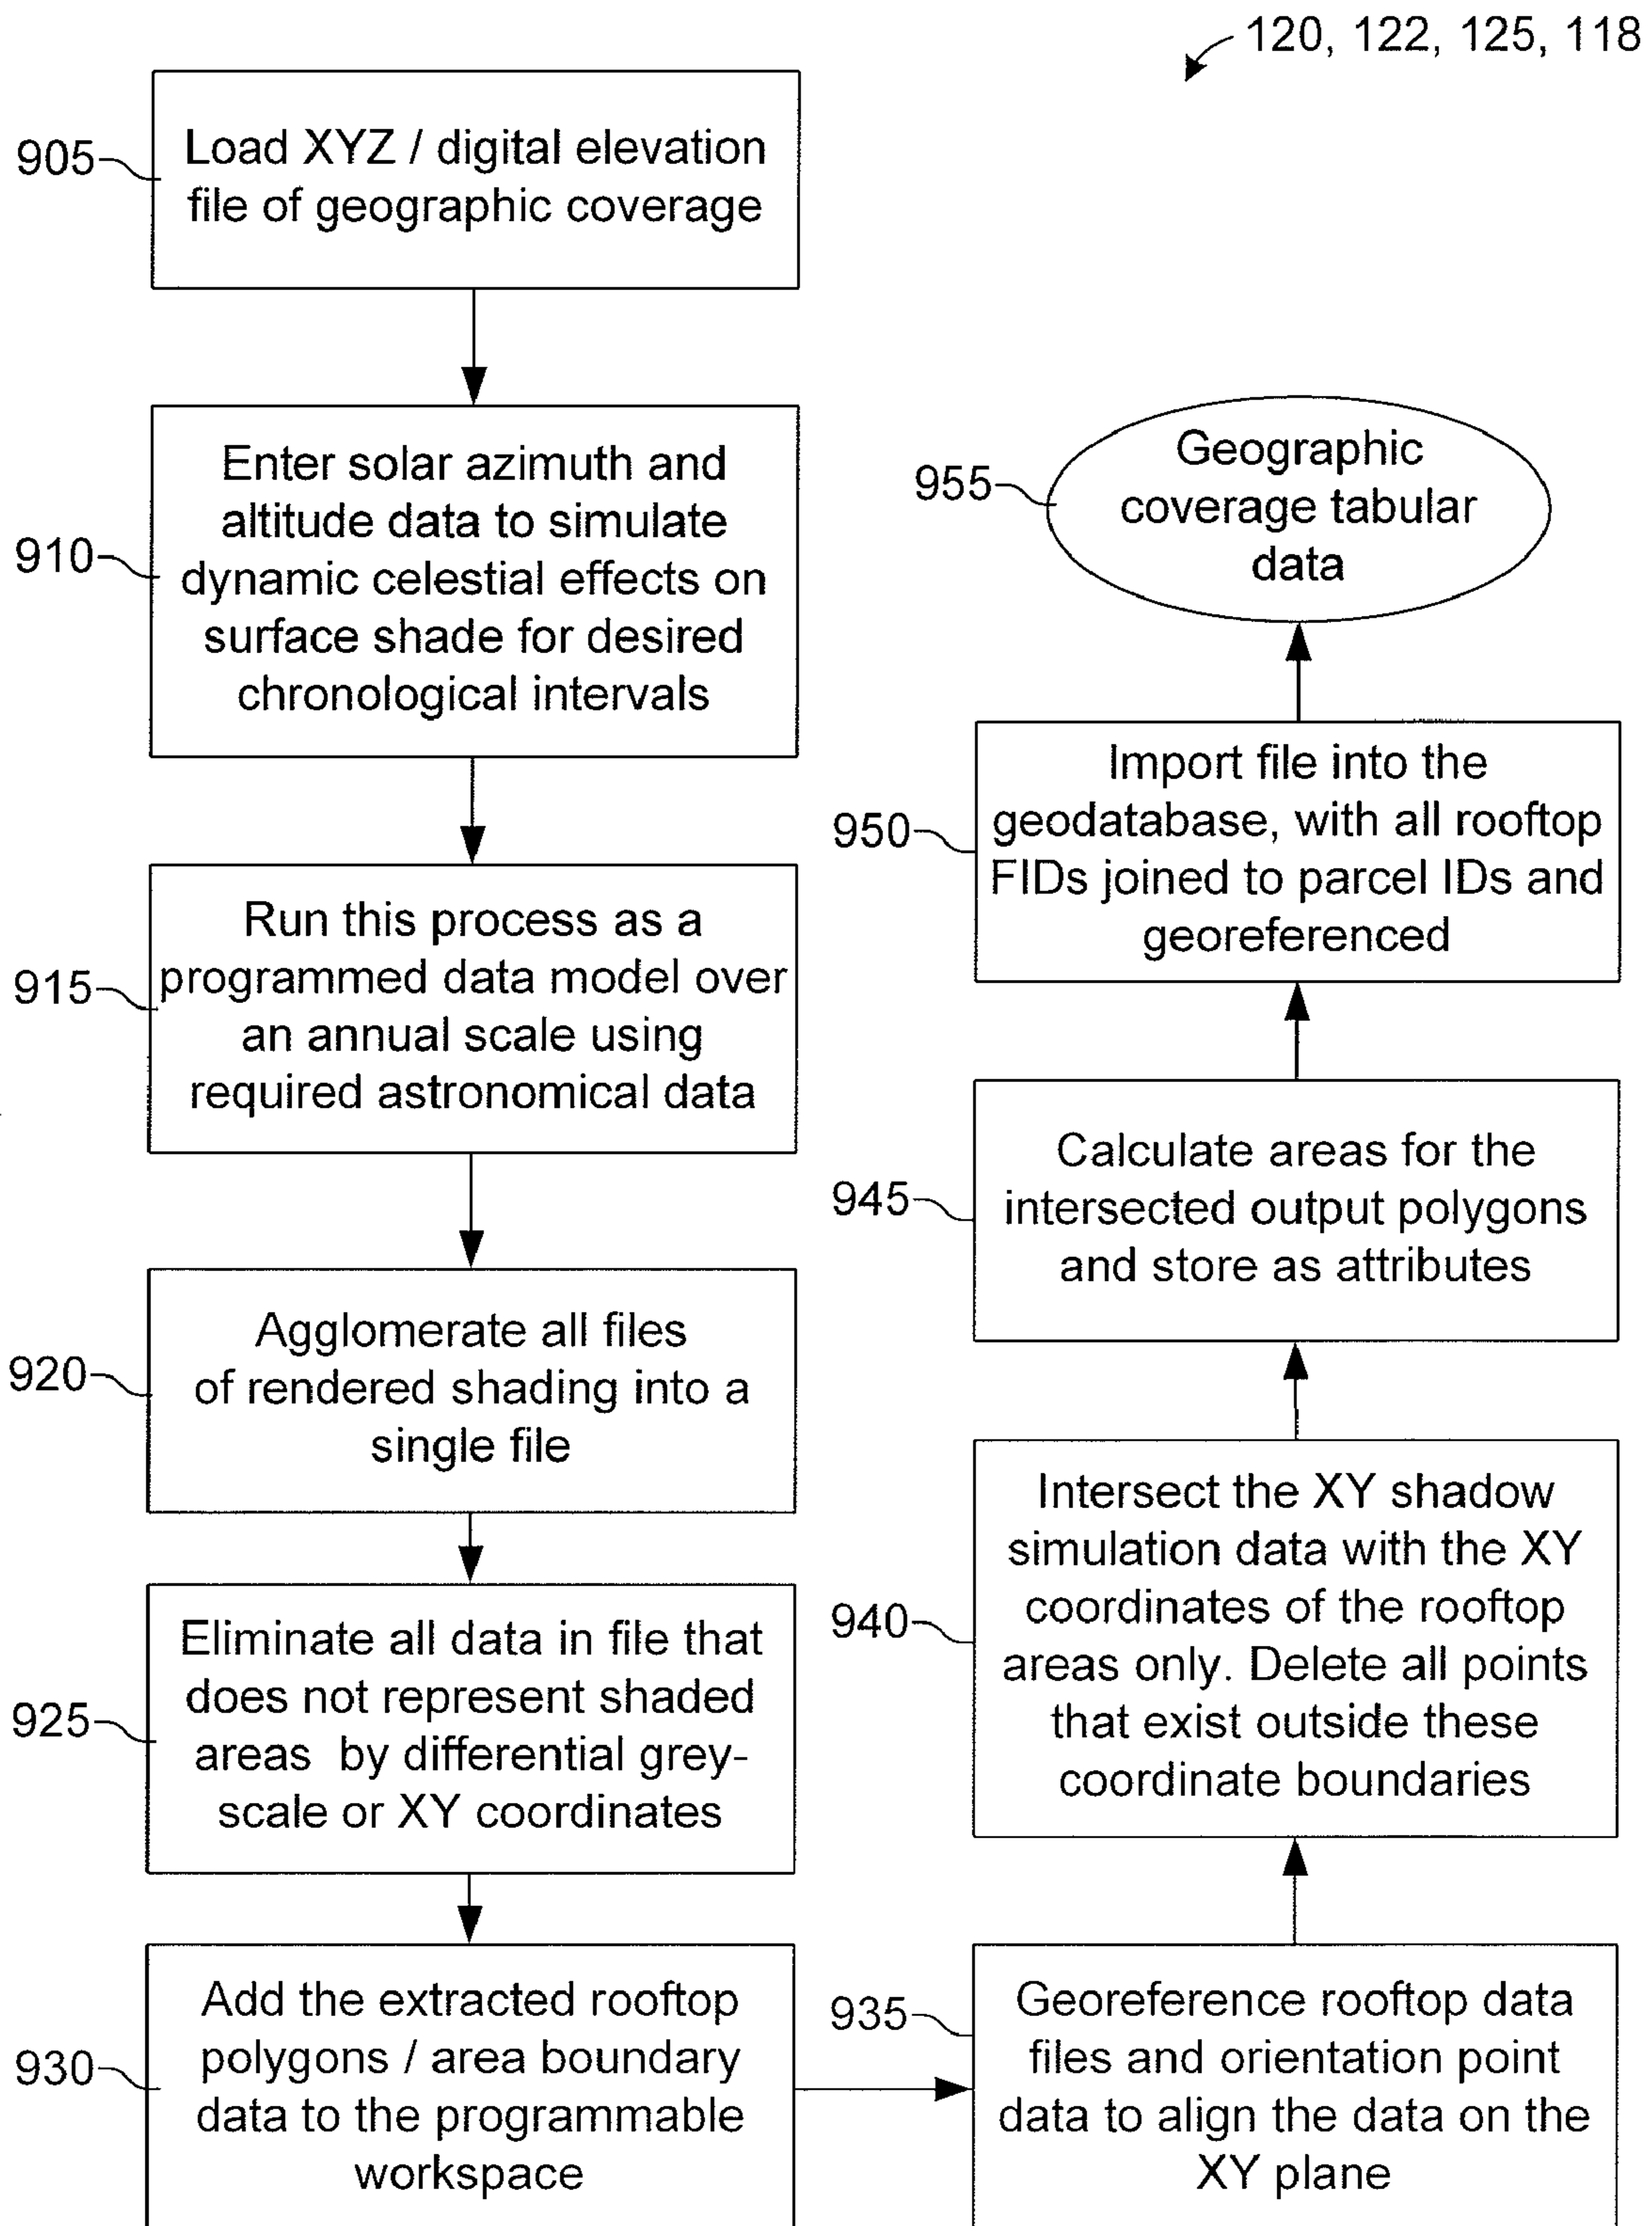 120, 122, 125, 118
905
Load XYZ / digital elevation
file of geographic coverage
910
Enter solar azimuth and
altitude data to simulate
dynamic celestial effects on
surface shade for desired
chronological intervals
915
Run this process as a
programmed data model over
an annual scale using
required astronomical data
920
Agglomerate all files
of rendered shading into a
single file
925
Eliminate all data in file that
does not represent shaded
areas by differential grey-
scale or XY coordinates
930
Add the extracted rooftop
polygons / area boundary
data to the programmable
workspace
935
Georeference rooftop data
files and orientation point
data to align the data on the
XY plane
940
Intersect the XY shadow
simulation data with the XY
coordinates of the rooftop
areas only. Delete all points
that exist outside these
coordinate boundaries
945
Calculate areas for the
intersected output polygons
and store as attributes
950
Import file into the
geodatabase, with all rooftop
FIDs joined to parcel IDs and
georeferenced
955
Geographic
coverage tabular
data